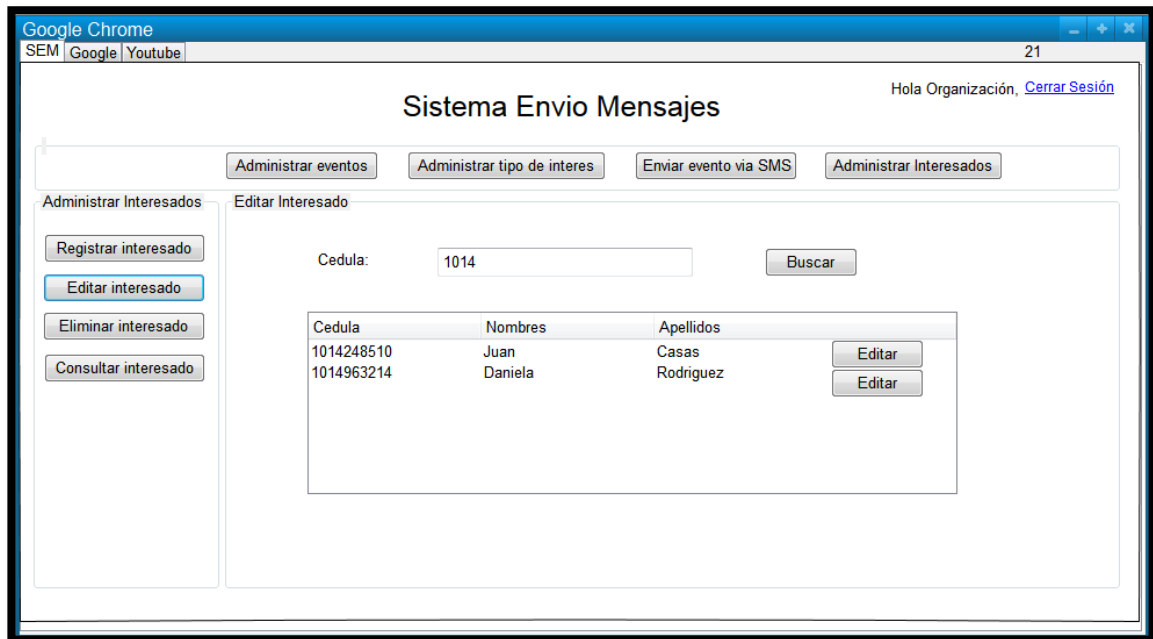 Google Chrome
SEM Google Youtube 21
Hola Organización, Cerrar Sesión
Sistema Envio Mensajes
Administrar eventos Administrar tipo de interes Enviar evento via SMS Administrar Interesados
Administrar Interesados Editar Interesado
Registrar interesado
Cedula: 1014 Buscar
Editar interesado
Eliminar interesado
Consultar interesado
Cedula Nombres Apellidos
1014248510 Juan Casas Editar
1014963214 Daniela Rodriguez Editar